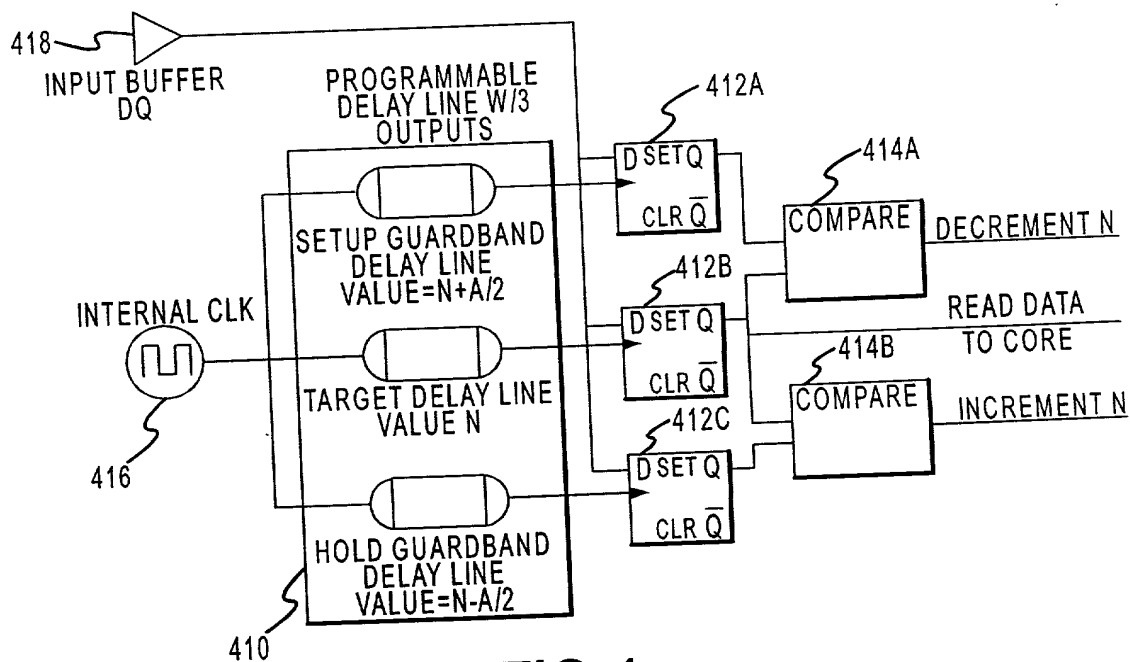 418
INPUT BUFFER
DQ
PROGRAMMABLE
DELAY LINE W/3
OUTPUTS
412A
D SET Q
CLR Q̅
414A
COMPARE
DECREMENT N
SETUP GUARDBAND
DELAY LINE
VALUE=N+A/2
412B
D SET Q
CLR Q̅
INTERNAL CLK
416
READ DATA
TO CORE
TARGET DELAY LINE
VALUE N
414B
COMPARE
INCREMENT N
412C
D SET Q
CLR Q̅
HOLD GUARDBAND
DELAY LINE
VALUE=N-A/2
410